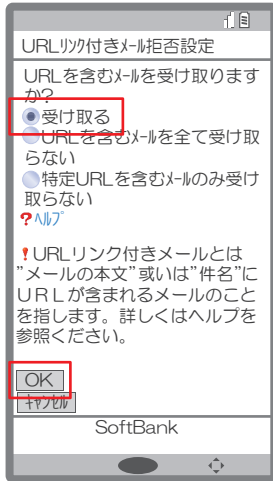 URLリンク付きメール拒否設定
URLを含むメールを受け取ります
か?
受け取る
URLを含むメールを全て受け取
らない
特定URLを含むメールのみ受け
取らない
?ヘルプ
!URLリンク付きメールとは
”メールの本文”或いは”件名”に
URLが含まれるメールのこと
を指します。詳しくはヘルプを
参照ください。
OK
キャンセル
SoftBank